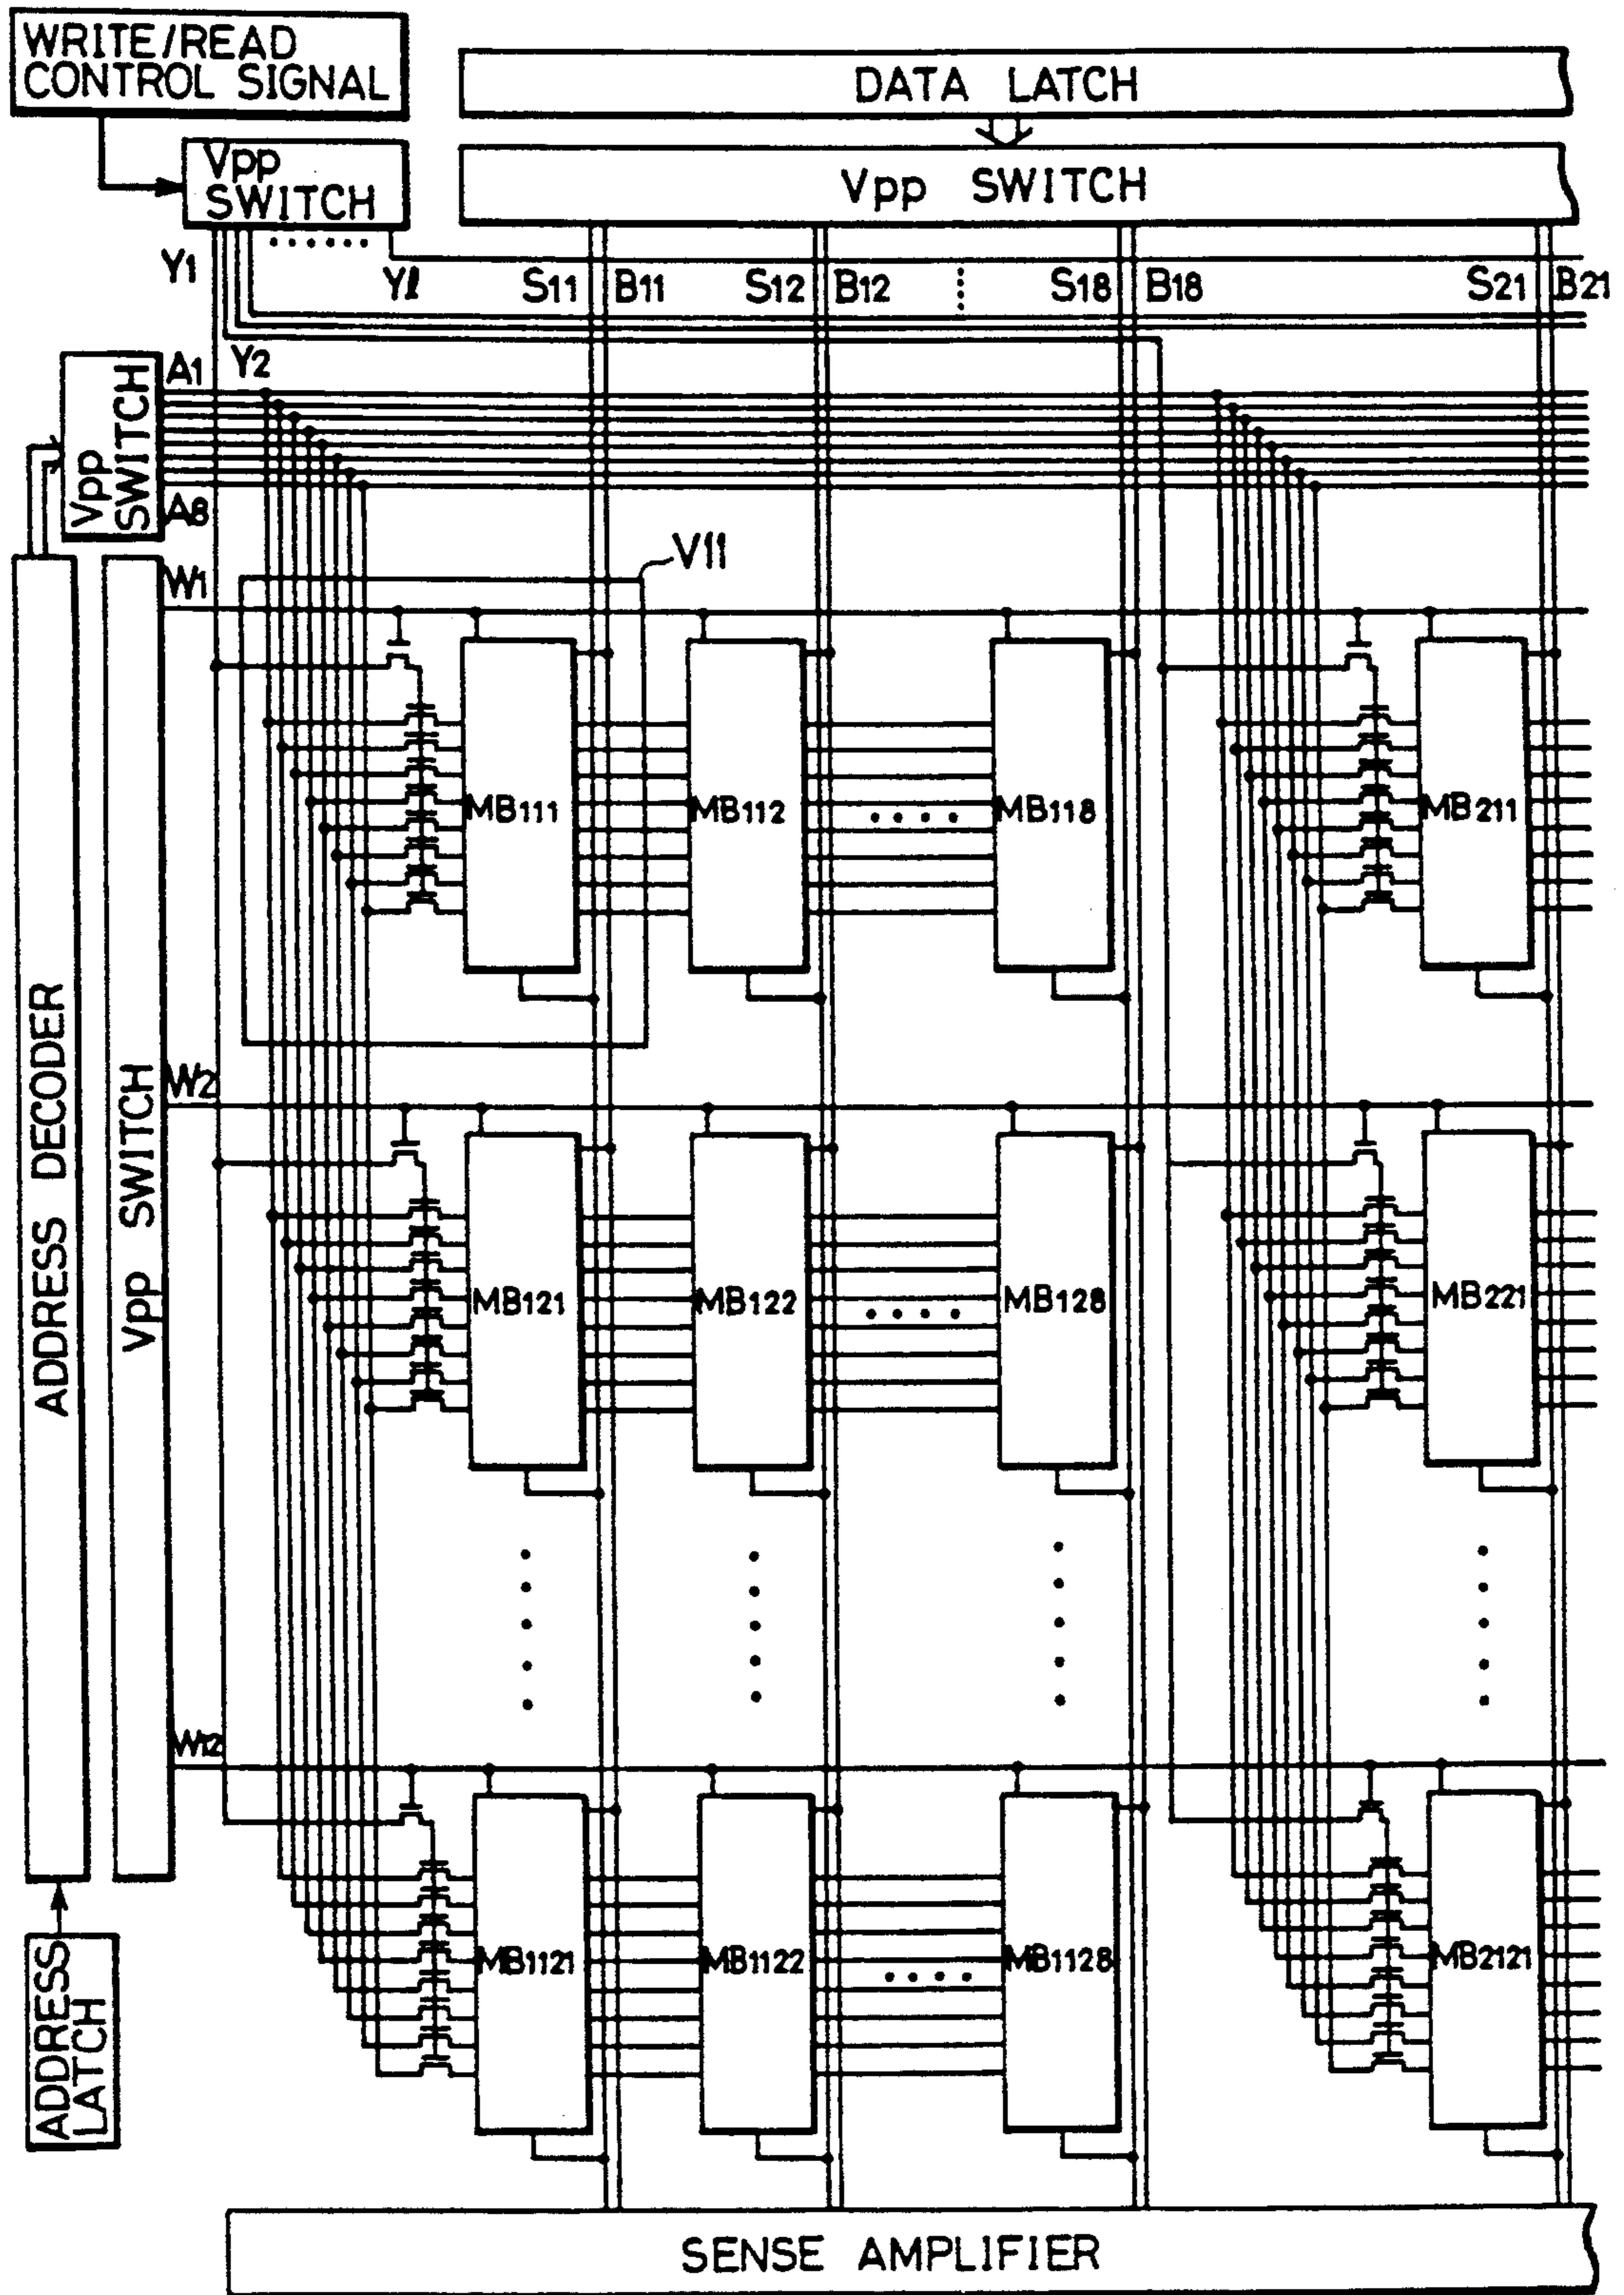 WRITE/READ
CONTROL SIGNAL
DATA LATCH
Vpp
SWITCH
Vpp SWITCH
Y1
Yl
S11
B11
S12
B12
S18
B18
S21
B21
Y2
A1
Vpp
SWITCH
A8
V11
W1
MB111
MB112
MB118
MB211
ADDRESS DECODER
Vpp SWITCH
W2
MB121
MB122
MB128
MB221
W12
MB1121
MB1122
MB1128
MB2121
ADDRESS
LATCH
SENSE AMPLIFIER